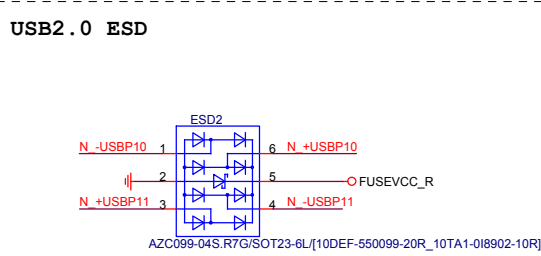 USB2.0 ESD
ESD2
N_-USBP10 1 6 N_+USBP10
2 5 FUSEVCC_R
N_+USBP11 3 4 N_-USBP11
AZC099-04S.R7G/SOT23-6L/[10DEF-550099-20R_10TA1-0I8902-10R]